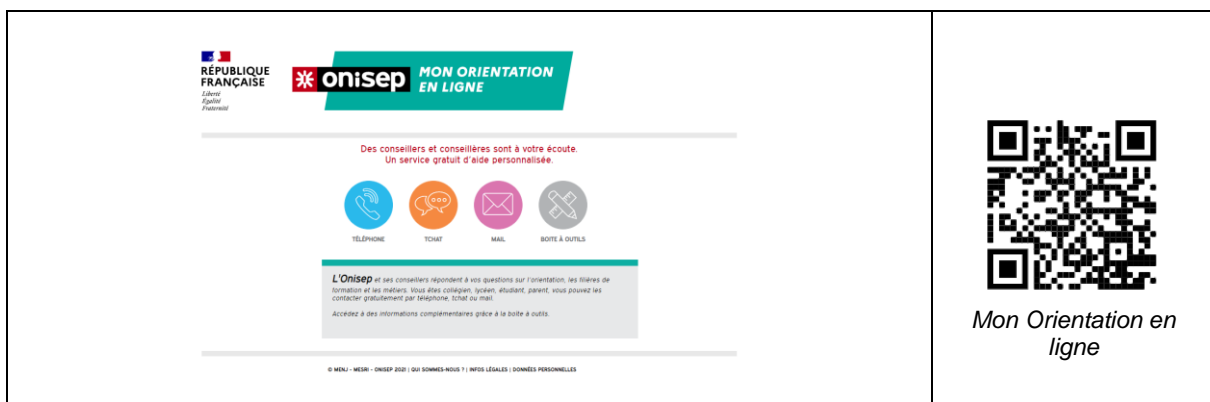 RÉPUBLIQUE
FRANÇAISE
Liberté
Égalité
Fraternité
onisep
MON ORIENTATION
EN LIGNE
Des conseillers et conseillères sont à votre écoute.
Un service gratuit d'aide personnalisée.
TÉLÉPHONE
TCHAT
MAIL
BOITE À OUTILS
L'Onisep et ses conseillers répondent à vos questions sur l'orientation, les filières de
formation et les métiers. Vous êtes collégien, lycéen, étudiant, parent, vous pouvez les
contacter gratuitement par téléphone, tchat ou mail.
Accédez à des informations complémentaires grâce à la boîte à outils.
© MENJ - MESRI - ONISEP 2021 | QUI SOMMES-NOUS ? | INFOS LÉGALES | DONNÉES PERSONNELLES
Mon Orientation en
ligne